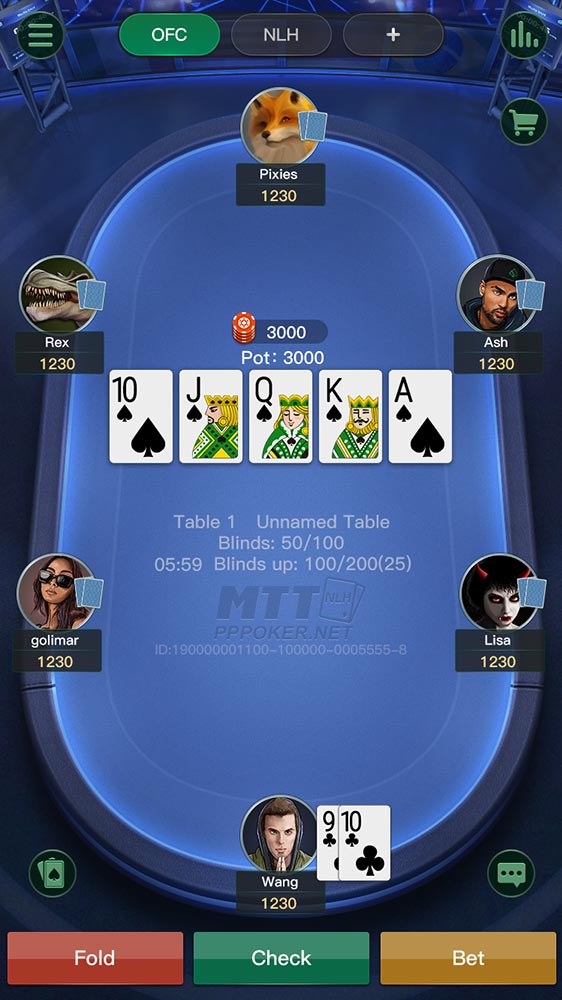 OFC NLH +
Pixies
1230
Rex
1230
Ash
1230
3000
Pot: 3000
10 J Q K A
Table 1 Unnamed Table
Blinds: 50/100
05:59 Blinds up: 100/200(25)
MTT NLH
PPPOKER.NET
ID:190000001100-100000-0005555-8
golimar
1230
Lisa
1230
9 10
Wang
1230
Fold Check Bet